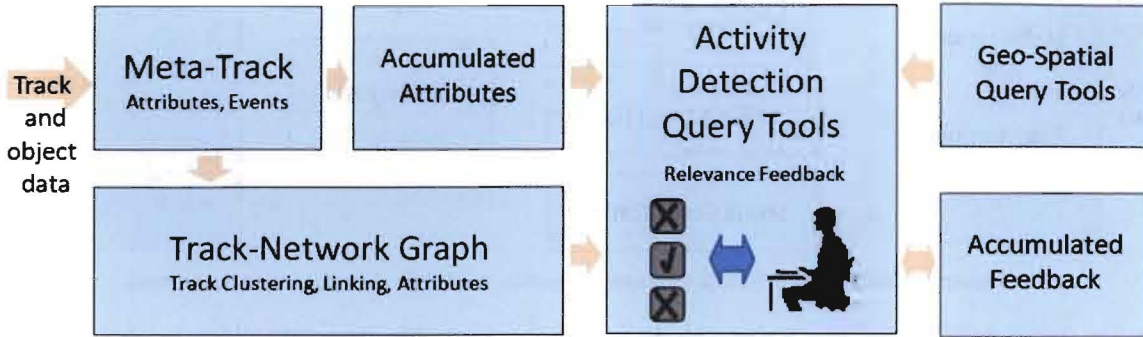 Track
and
object
data
Meta-Track
Attributes, Events
Accumulated
Attributes
Track-Network Graph
Track Clustering, Linking, Attributes
Activity
Detection
Query Tools
Relevance Feedback
Geo-Spatial
Query Tools
Accumulated
Feedback